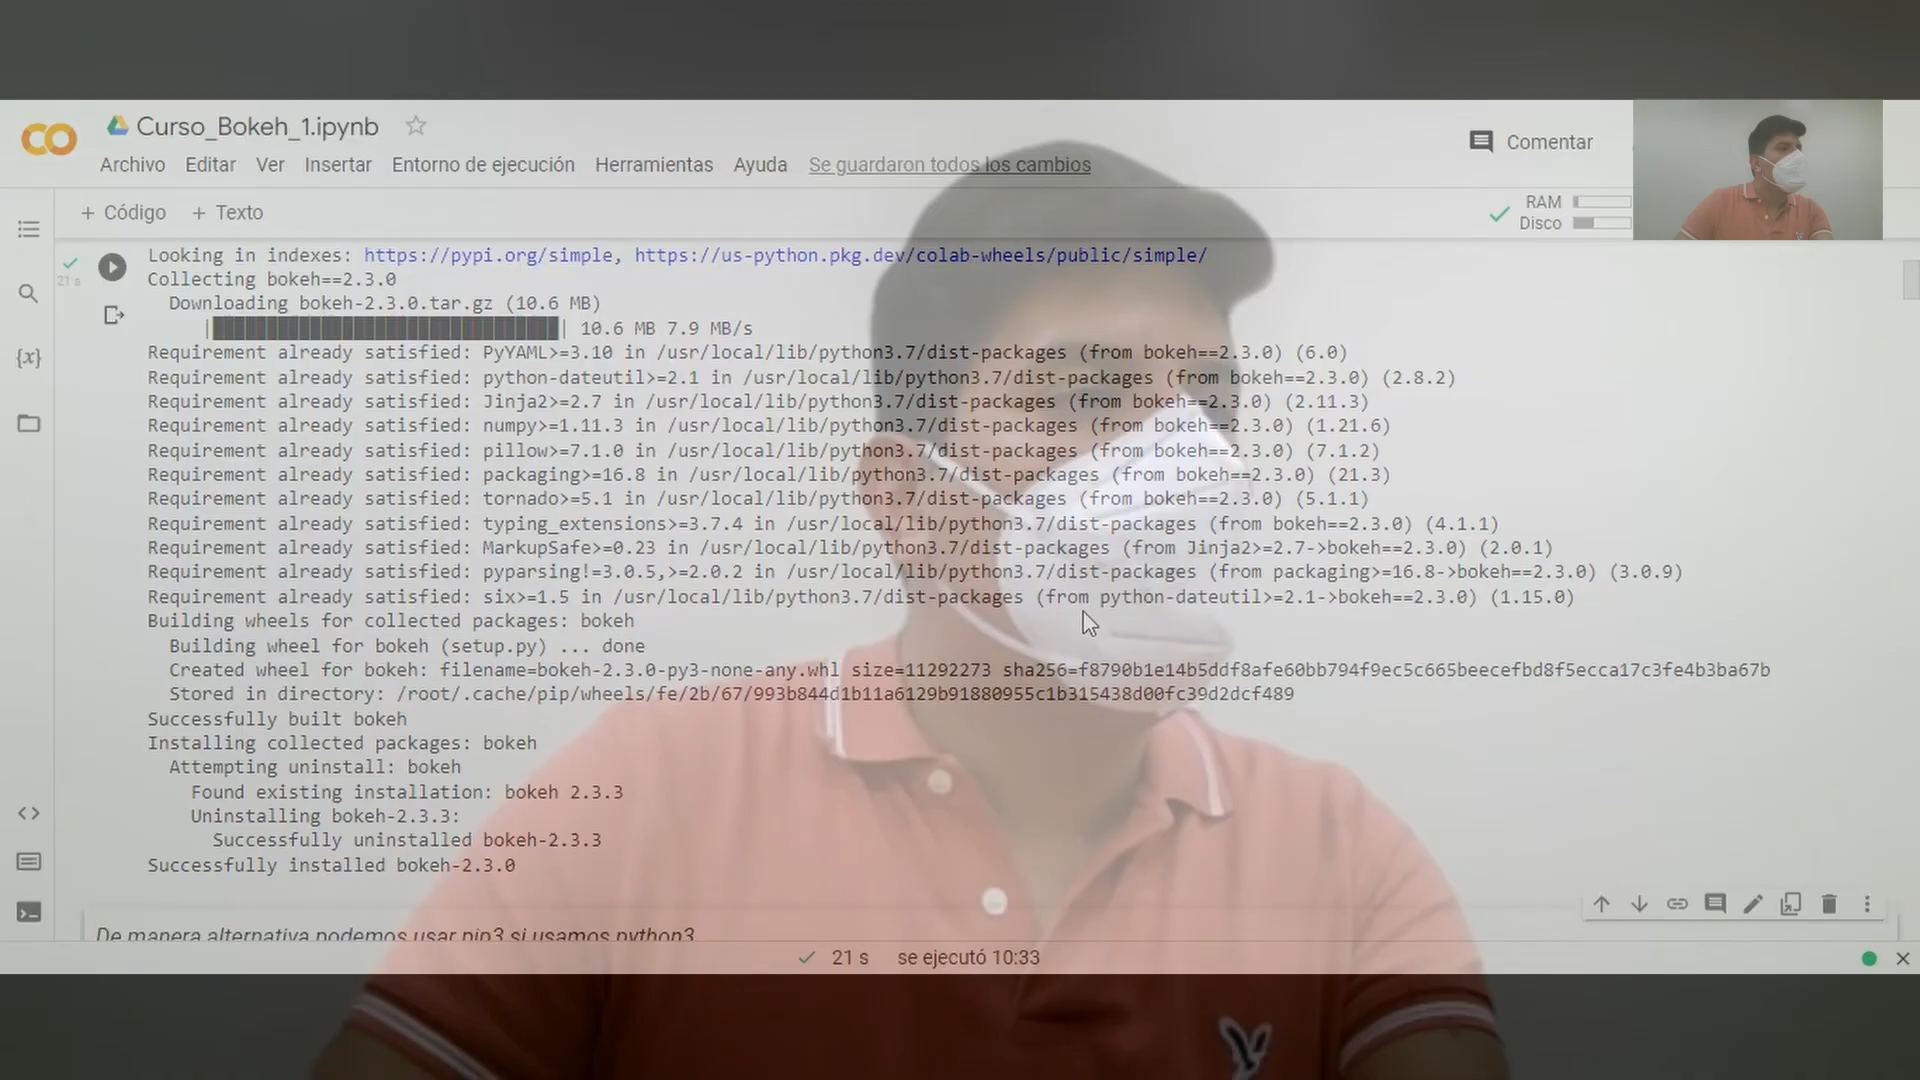 Curso_Bokeh_1.ipynb
Archivo Editar Ver Insertar Entorno de ejecución Herramientas Ayuda Se guardaron todos los cambios
Comentar
+ Código + Texto
RAM
Disco
21 s
Looking in indexes: https://pypi.org/simple, https://us-python.pkg.dev/colab-wheels/public/simple/
Collecting bokeh==2.3.0
Downloading bokeh-2.3.0.tar.gz (10.6 MB)
10.6 MB 7.9 MB/s
Requirement already satisfied: PyYAML>=3.10 in /usr/local/lib/python3.7/dist-packages (from bokeh==2.3.0) (6.0)
Requirement already satisfied: python-dateutil>=2.1 in /usr/local/lib/python3.7/dist-packages (from bokeh==2.3.0) (2.8.2)
Requirement already satisfied: Jinja2>=2.7 in /usr/local/lib/python3.7/dist-packages (from bokeh==2.3.0) (2.11.3)
Requirement already satisfied: numpy>=1.11.3 in /usr/local/lib/python3.7/dist-packages (from bokeh==2.3.0) (1.21.6)
Requirement already satisfied: pillow>=7.1.0 in /usr/local/lib/python3.7/dist-packages (from bokeh==2.3.0) (7.1.2)
Requirement already satisfied: packaging>=16.8 in /usr/local/lib/python3.7/dist-packages (from bokeh==2.3.0) (21.3)
Requirement already satisfied: tornado>=5.1 in /usr/local/lib/python3.7/dist-packages (from bokeh==2.3.0) (5.1.1)
Requirement already satisfied: typing_extensions>=3.7.4 in /usr/local/lib/python3.7/dist-packages (from bokeh==2.3.0) (4.1.1)
Requirement already satisfied: MarkupSafe>=0.23 in /usr/local/lib/python3.7/dist-packages (from Jinja2>=2.7->bokeh==2.3.0) (2.0.1)
Requirement already satisfied: pyparsing!=3.0.5,>=2.0.2 in /usr/local/lib/python3.7/dist-packages (from packaging>=16.8->bokeh==2.3.0) (3.0.9)
Requirement already satisfied: six>=1.5 in /usr/local/lib/python3.7/dist-packages (from python-dateutil>=2.1->bokeh==2.3.0) (1.15.0)
Building wheels for collected packages: bokeh
Building wheel for bokeh (setup.py) ... done
Created wheel for bokeh: filename=bokeh-2.3.0-py3-none-any.whl size=11292273 sha256=f8790b1e14b5ddf8afe60bb794f9ec5c665beecefbd8f5ecca17c3fe4b3ba67b
Stored in directory: /root/.cache/pip/wheels/fe/2b/67/993b844d1b11a6129b91880955c1b315438d00fc39d2dcf489
Successfully built bokeh
Installing collected packages: bokeh
Attempting uninstall: bokeh
Found existing installation: bokeh 2.3.3
Uninstalling bokeh-2.3.3:
Successfully uninstalled bokeh-2.3.3
Successfully installed bokeh-2.3.0
De manera alternativa podemos usar pip3 si usamos python3
21 s se ejecutó 10:33